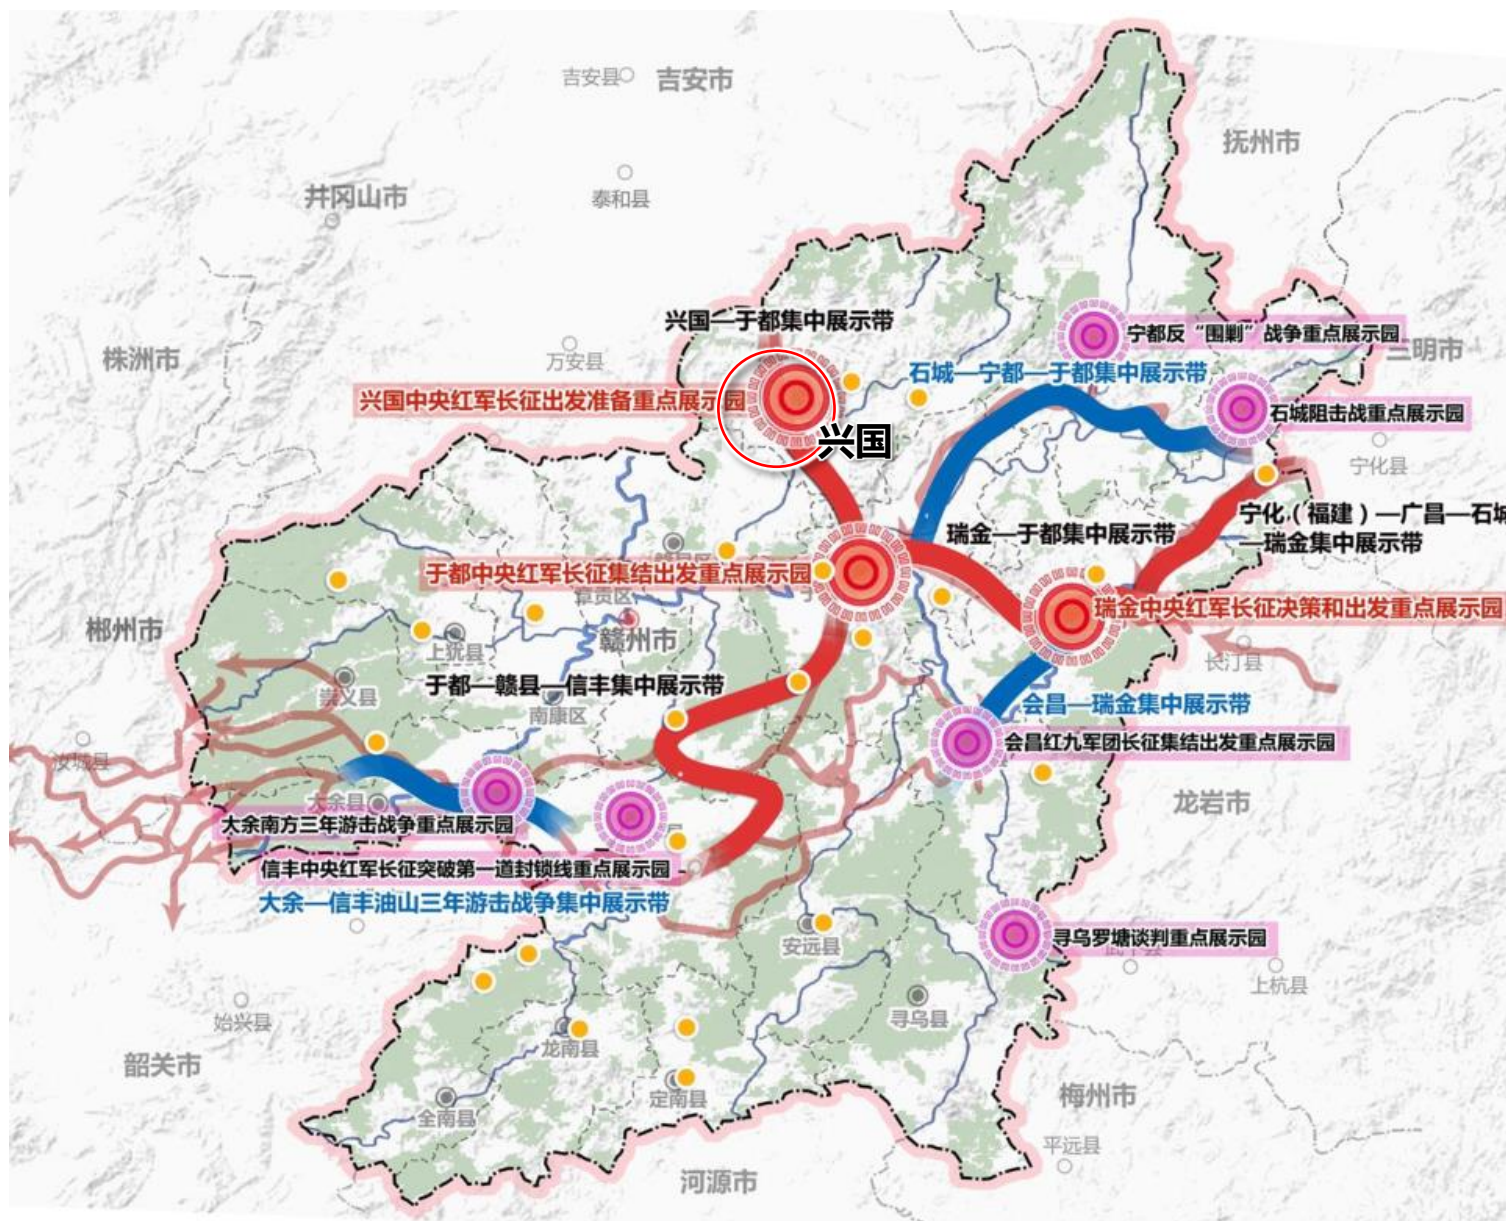 吉安县
吉安市
抚州市
井冈山市
泰和县
兴国—于都集中展示带
宁都反“围剿”战争重点展示园
三明市
株洲市
万安县
石城—宁都—于都集中展示带
兴国中央红军长征出发准备重点展示园
石城阻击战重点展示园
兴国
宁化县
宁化（福建）—广昌—石城
—瑞金集中展示带
瑞金—于都集中展示带
于都中央红军长征集结出发重点展示园
章贡区
瑞金中央红军长征决策和出发重点展示园
郴州市
赣州市
上犹县
长汀县
于都—赣县—信丰集中展示带
崇义县
南康区
会昌—瑞金集中展示带
会昌红九军团长征集结出发重点展示园
汝城县
大余县
龙岩市
大余南方三年游击战争重点展示园
信丰中央红军长征突破第一道封锁线重点展示园
大余—信丰油山三年游击战争集中展示带
安远县
寻乌罗塘谈判重点展示园
上杭县
始兴县
寻乌县
龙南县
韶关市
定南县
梅州市
全南县
平远县
河源市